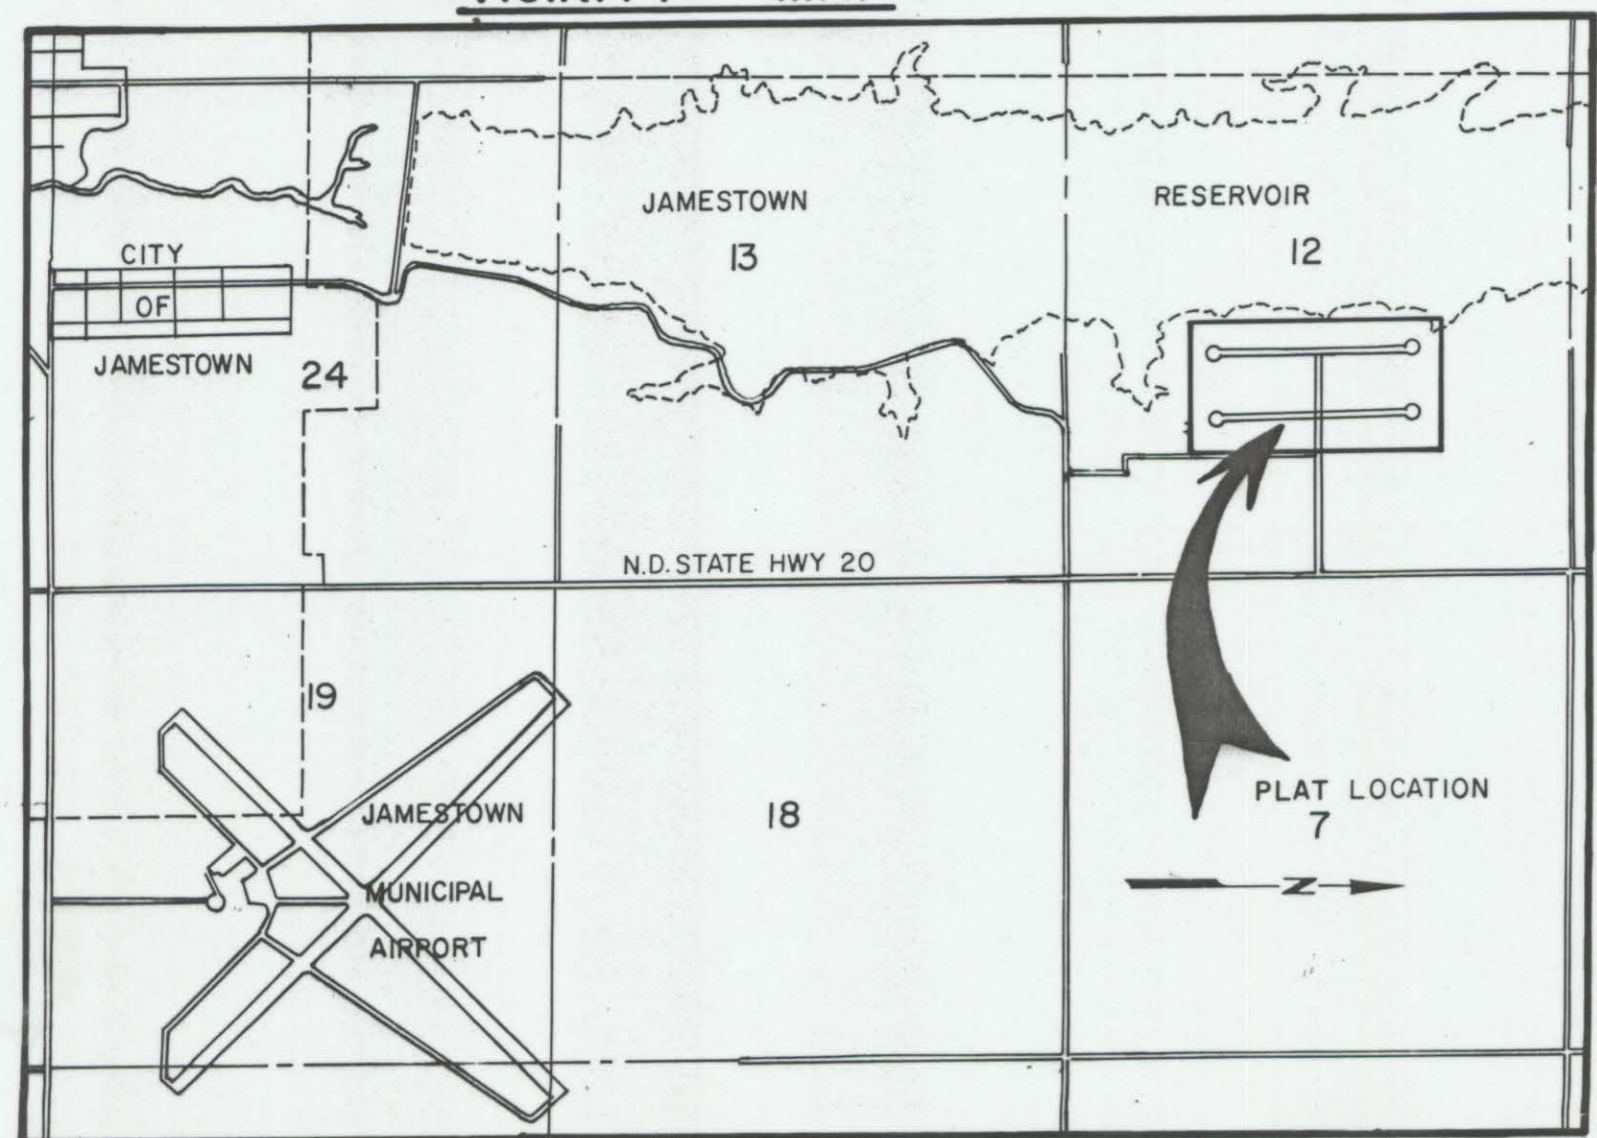 JAMESTOWN
RESERVOIR
13
12
CITY
OF
JAMESTOWN
24
N.D. STATE HWY 20
19
JAMESTOWN
MUNICIPAL
AIRPORT
18
PLAT LOCATION
7
N